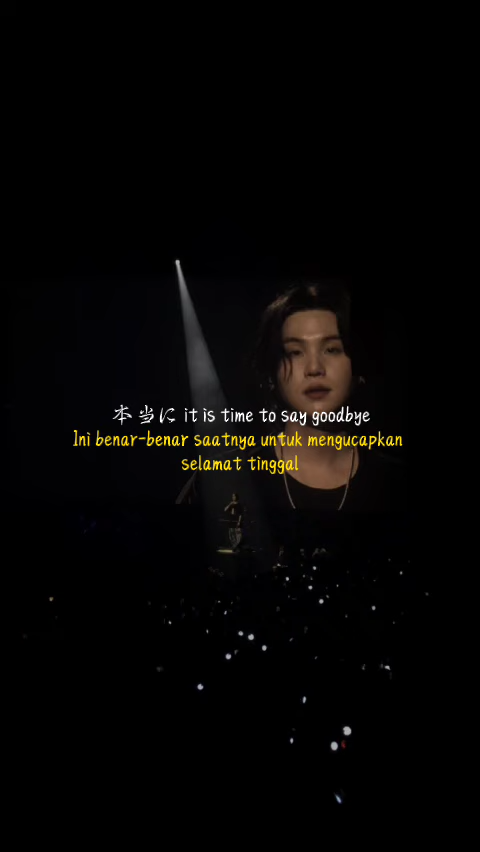 本当に it is time to say goodbye
Ini benar-benar saatnya untuk mengucapkan
selamat tinggal